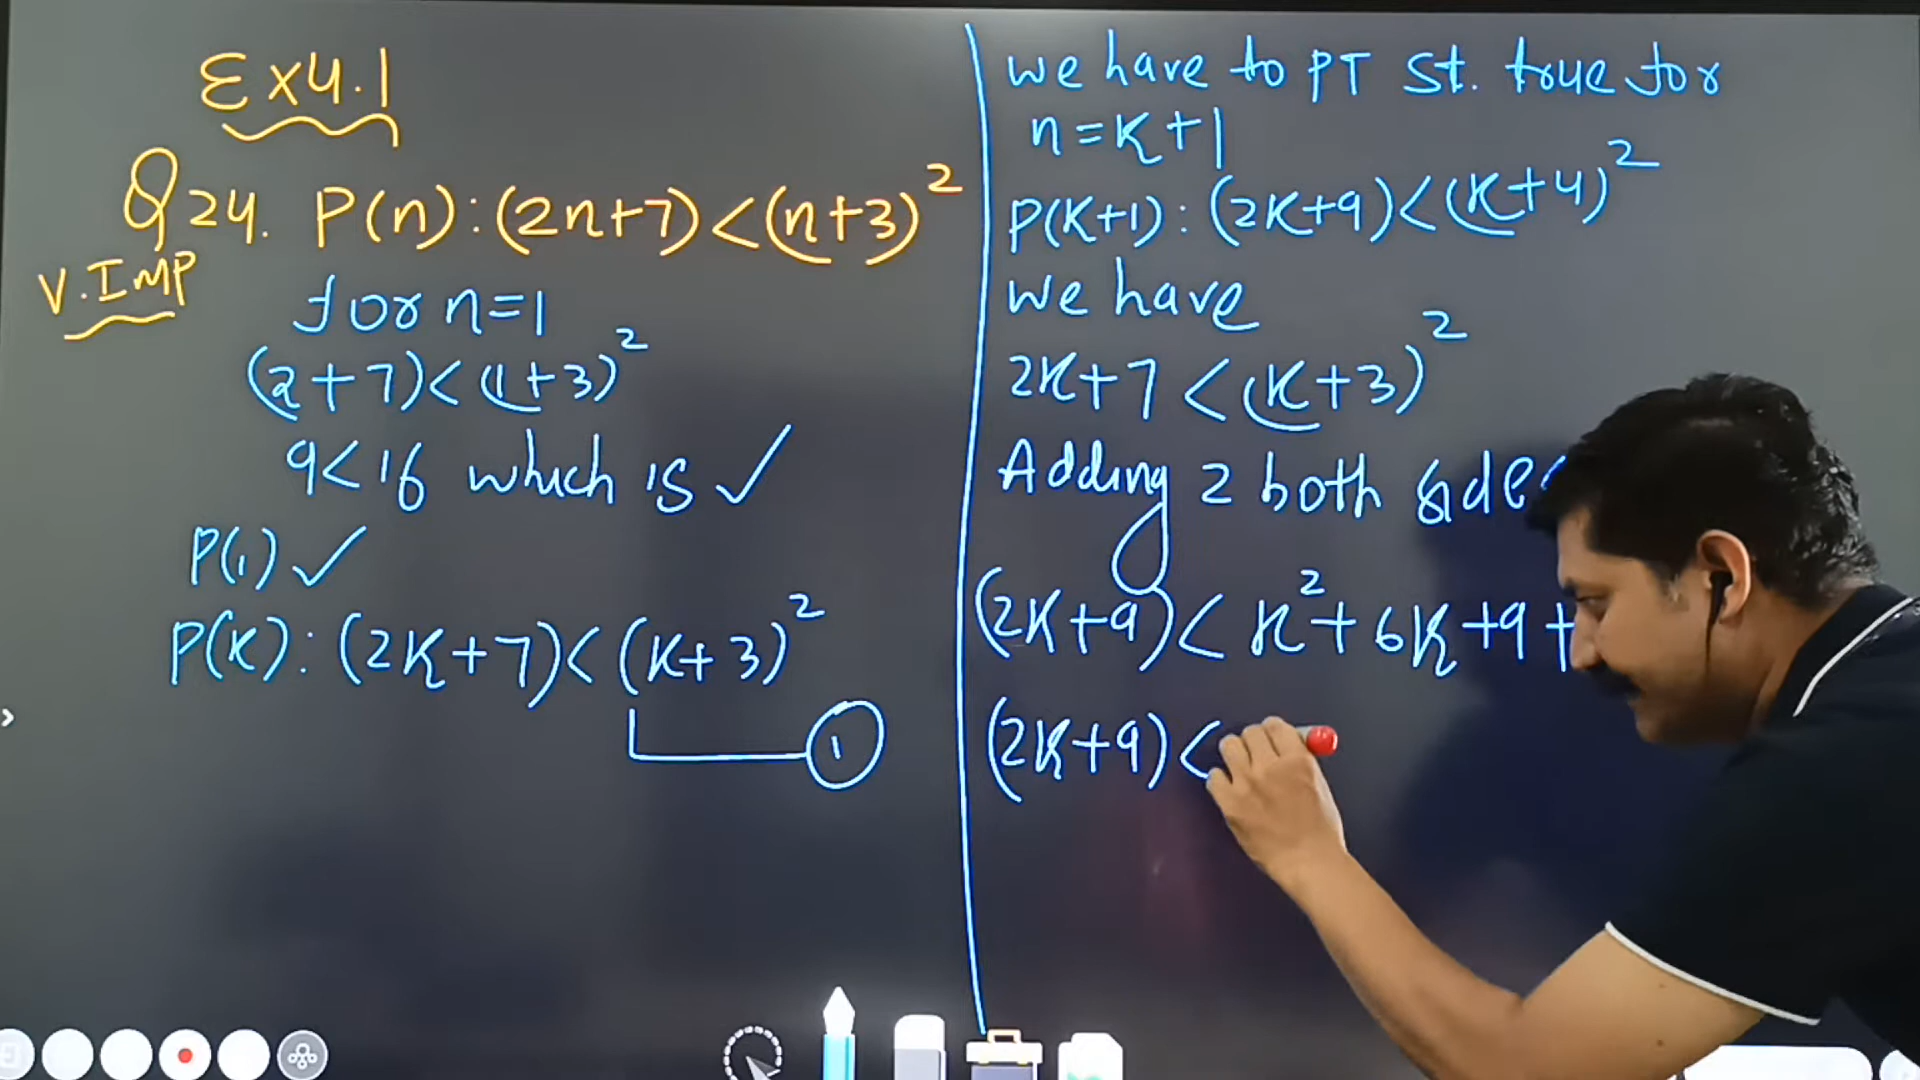 Ex4.1
Q24. P(n):(2n+7)<(n+3)²
V.IMP
for n=1
(2+7)<(1+3)²
9<16 which is ✓
P(1) ✓
P(k): (2k+7)<(k+3)²
1
we have to PT St. true for
n=k+1
P(k+1): (2k+9)<(k+4)²
we have
2k+7<(k+3)²
Adding 2 both
(2k+9)<k²+6k+9+
(2k+9)<